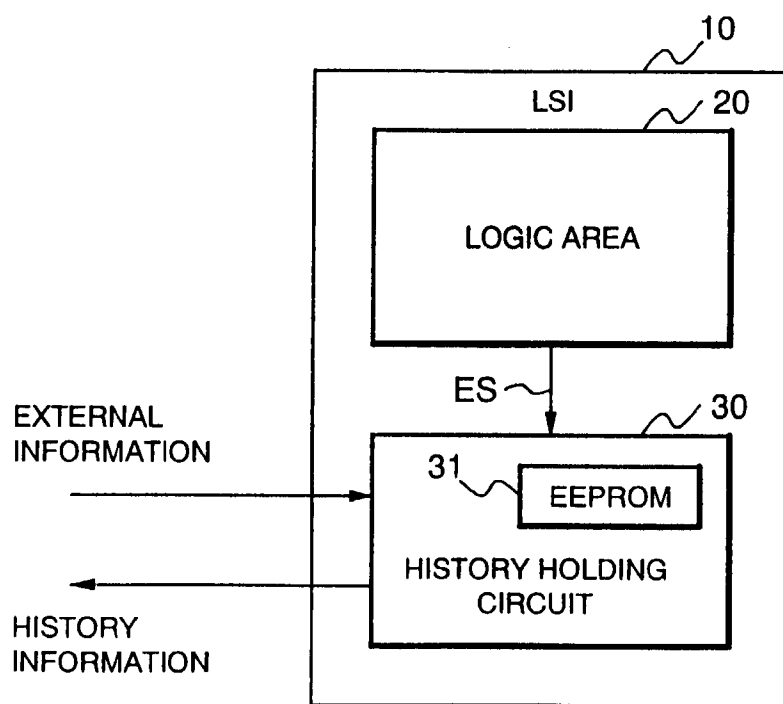 10
LSI
20
LOGIC AREA
ES
EXTERNAL
INFORMATION
30
31
EEPROM
HISTORY HOLDING
CIRCUIT
HISTORY
INFORMATION